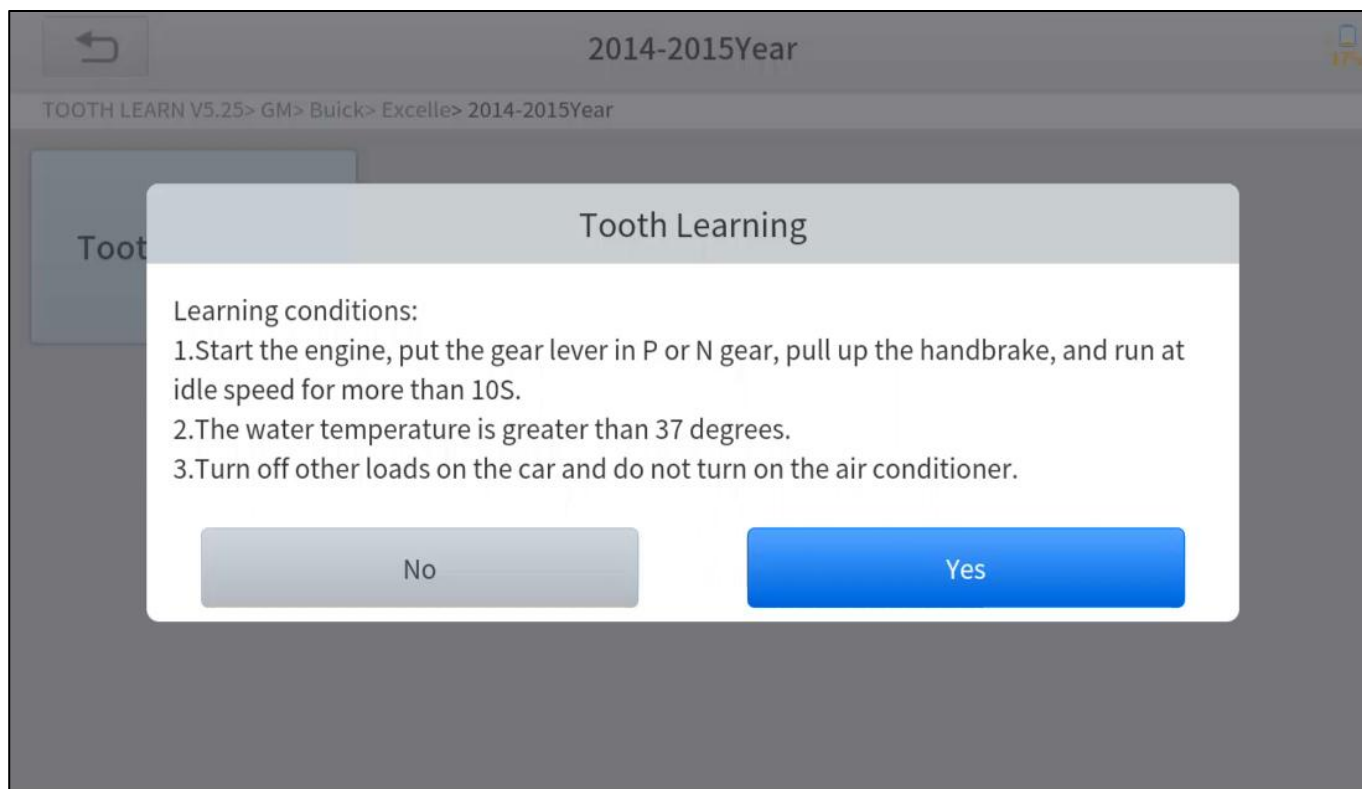 2014-2015Year
17%
TOOTH LEARN V5.25> GM> Buick> Excelle> 2014-2015Year
Toot
Tooth Learning
Learning conditions:
1.Start the engine, put the gear lever in P or N gear, pull up the handbrake, and run at
idle speed for more than 10S.
2.The water temperature is greater than 37 degrees.
3.Turn off other loads on the car and do not turn on the air conditioner.
No
Yes